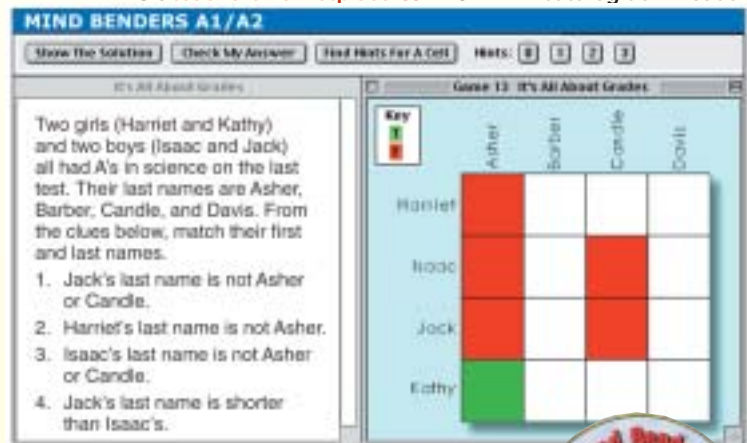 MIND BENDERS A1/A2
Show The Solution Check My Answer Find Hints For A Cell Hints: 0 1 2 3
It's All About Grades
Game 13 It's All About Grades
Two girls (Harriet and Kathy)
and two boys (Isaac and Jack)
all had A's in science on the last
test. Their last names are Asher,
Barber, Candle, and Davis. From
the clues below, match their first
and last names.
1. Jack's last name is not Asher
or Candle.
2. Harriet's last name is not Asher.
3. Isaac's last name is not Asher
or Candle.
4. Jack's last name is shorter
than Isaac's.
Key
T
F
Asher
Barber
Candle
Davis
Harriet
Isaac
Jack
Kathy